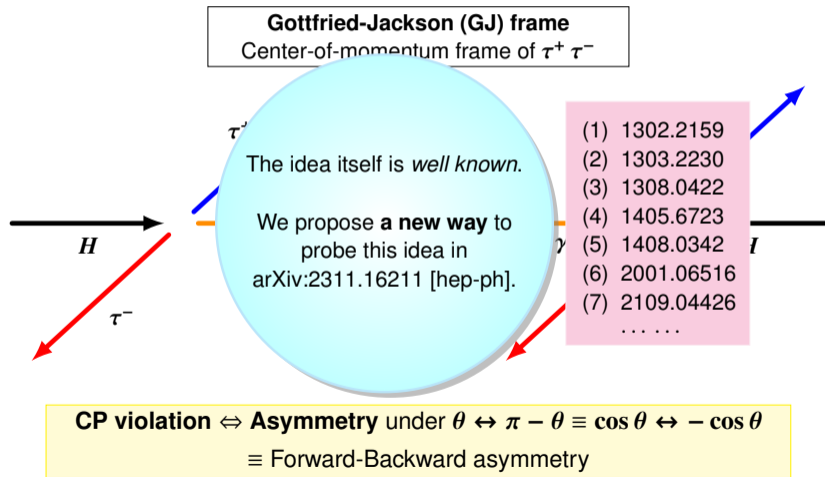 Gottfried-Jackson (GJ) frame
Center-of-momentum frame of τ⁺ τ⁻
The idea itself is well known.
We propose a new way to
probe this idea in
arXiv:2311.16211 [hep-ph].
(1) 1302.2159
(2) 1303.2230
(3) 1308.0422
(4) 1405.6723
(5) 1408.0342
(6) 2001.06516
(7) 2109.04426
... ...
τ⁺
H
γ
H
τ⁻
CP violation ⇔ Asymmetry under θ ↔ π − θ ≡ cos θ ↔ − cos θ
≡ Forward-Backward asymmetry